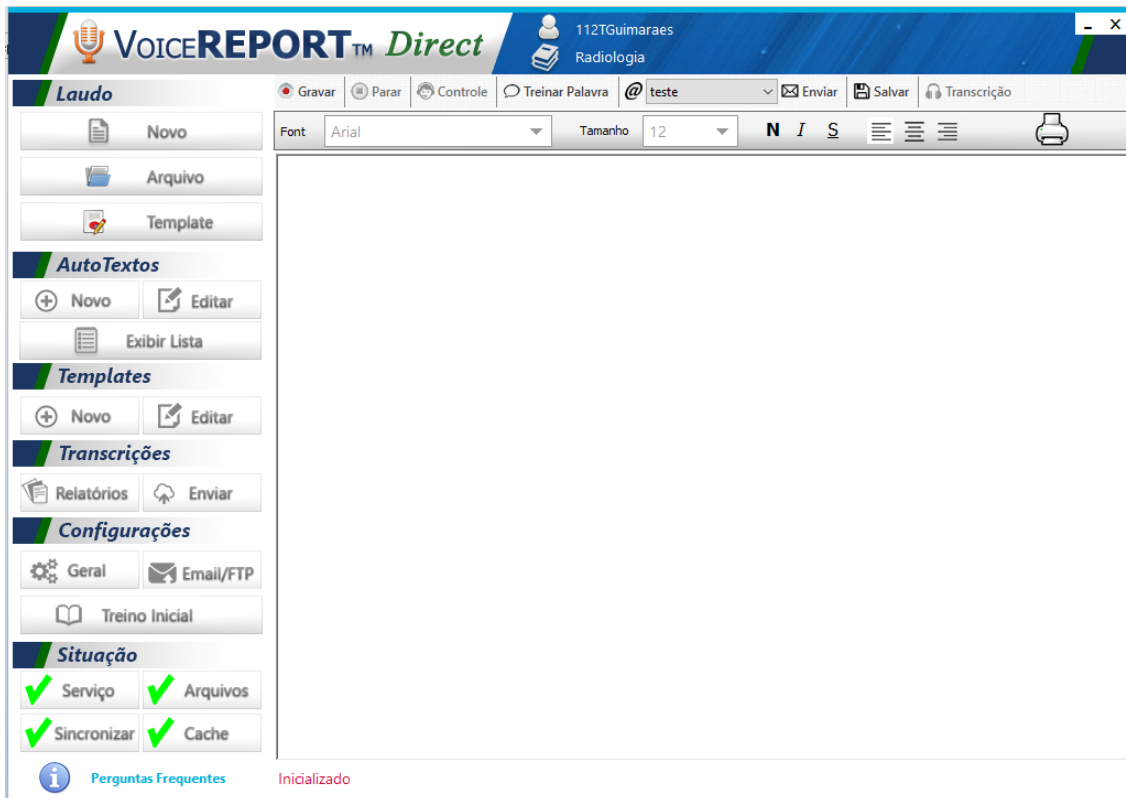 VOICEREPORT™ Direct
112TGuimaraes
Radiologia
Laudo
Novo
Arquivo
Template
AutoTextos
Novo Editar
Exibir Lista
Templates
Novo Editar
Transcrições
Relatórios Enviar
Configurações
Geral Email/FTP
Treino Inicial
Situação
Serviço Arquivos
Sincronizar Cache
Perguntas Frequentes
Gravar Parar Controle Treinar Palavra @ teste Enviar Salvar Transcrição
Font Arial Tamanho 12 N I S
Inicializado